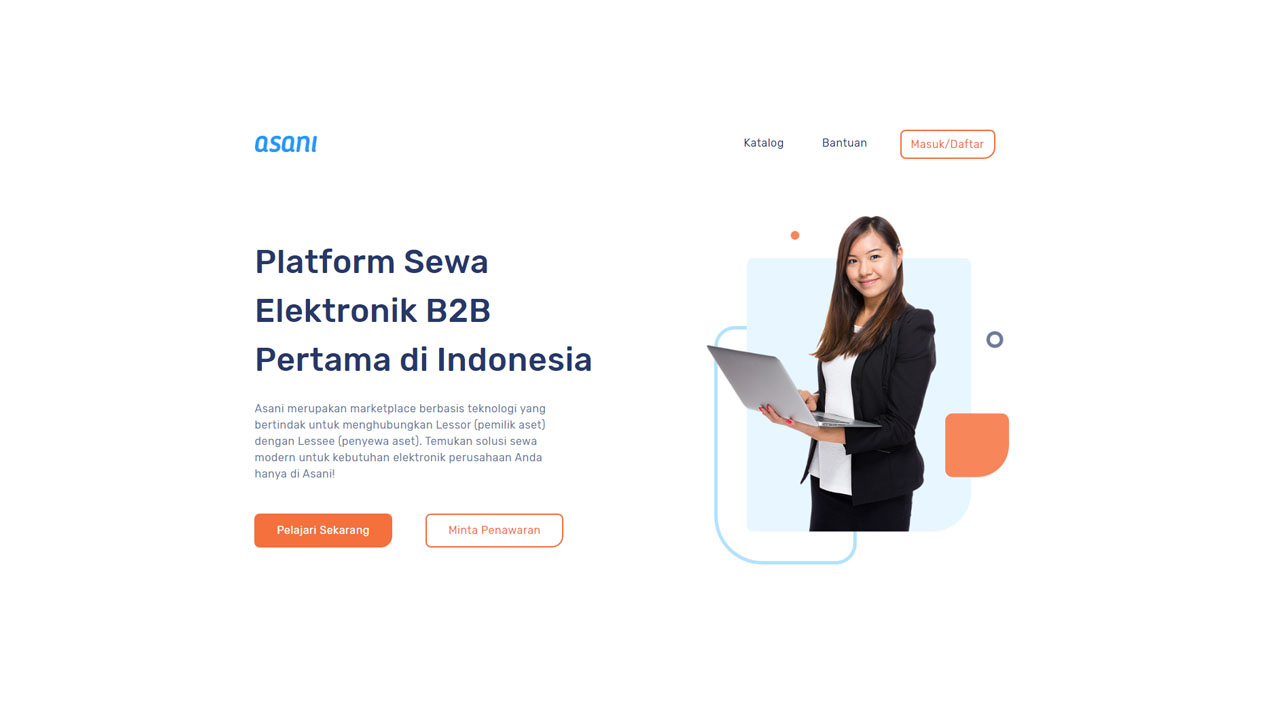 asani
Katalog
Bantuan
Masuk/Daftar
Platform Sewa
Elektronik B2B
Pertama di Indonesia
Asani merupakan marketplace berbasis teknologi yang
bertindak untuk menghubungkan Lessor (pemilik aset)
dengan Lessee (penyewa aset). Temukan solusi sewa
modern untuk kebutuhan elektronik perusahaan Anda
hanya di Asani!
Pelajari Sekarang
Minta Penawaran